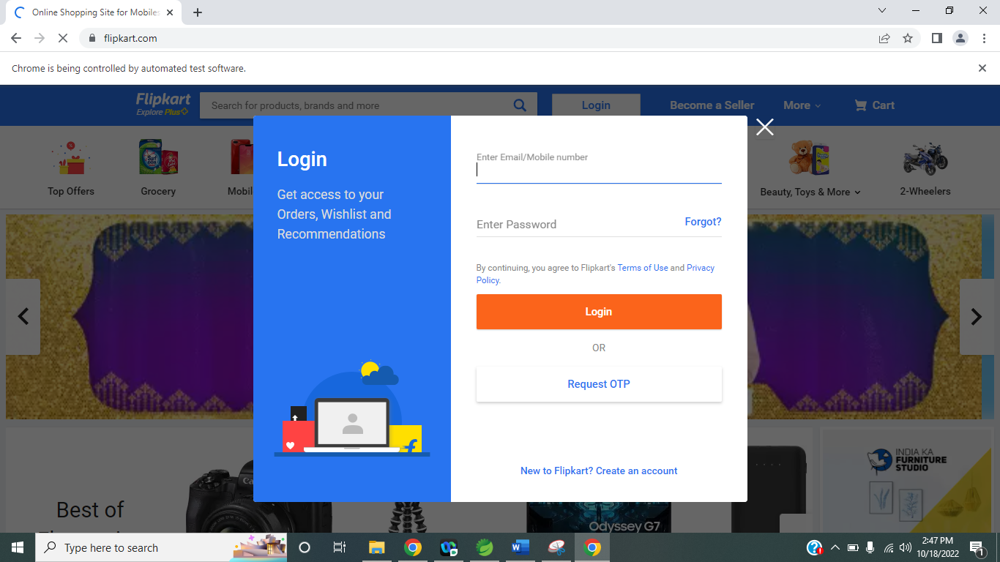 Online Shopping Site for Mobiles
flipkart.com
Chrome is being controlled by automated test software.
Flipkart
Explore Plus
Search for products, brands and more
Login
Become a Seller
More
Cart
Top Offers
Grocery
Beauty, Toys & More
2-Wheelers
Login
Get access to your
Orders, Wishlist and
Recommendations
Enter Email/Mobile number
Enter Password
Forgot?
By continuing, you agree to Flipkart's Terms of Use and Privacy
Policy.
Login
OR
Request OTP
New to Flipkart? Create an account
Best of
Odyssey G7
INDIA KA
FURNITURE
STUDIO
Type here to search
2:47 PM
10/18/2022
1